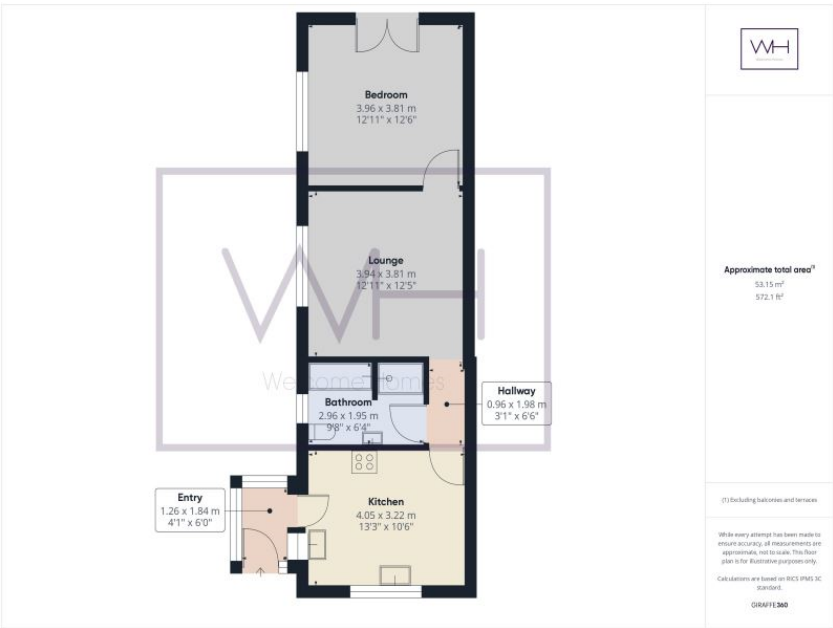 Bedroom
3.96 x 3.81 m
12'11" x 12'6"
Lounge
3.94 x 3.81 m
12'11" x 12'5"
Welcome Homes
Bathroom
2.96 x 1.95 m
9'8" x 6'4"
Hallway
0.96 x 1.98 m
3'1" x 6'6"
Entry
1.26 x 1.84 m
4'1" x 6'0"
Kitchen
4.05 x 3.22 m
13'3" x 10'6"
WH
Approximate total area⁽¹⁾
53.15 m²
572.1 ft²
(1) Excluding balconies and terraces
While every attempt has been made to
ensure accuracy, all measurements are
approximate, not to scale. This floor
plan is for illustrative purposes only.
Calculations are based on RICS IPMS 3C
standard.
GIRAFFE360